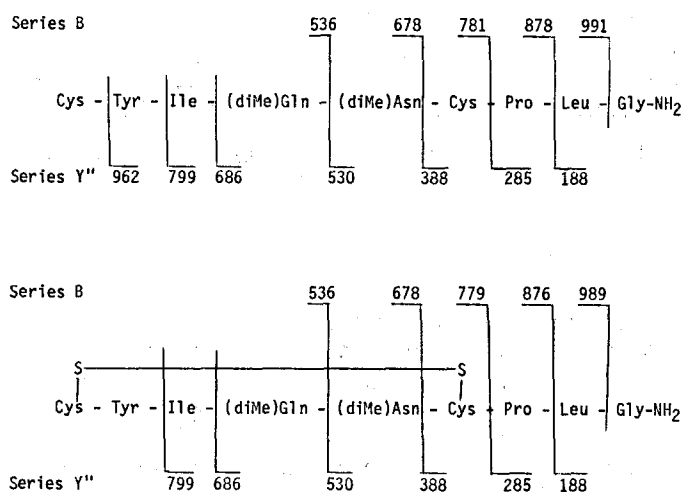 Series B 536 678 781 878 991
Cys - Tyr - Ile - (diMe)Gln - (diMe)Asn - Cys - Pro - Leu - Gly-NH2
Series Y" 962 799 686 530 388 285 188
Series B 536 678 779 876 989
S S
Cys - Tyr - Ile - (diMe)Gln - (diMe)Asn - Cys - Pro - Leu - Gly-NH2
Series Y" 799 686 530 388 285 188